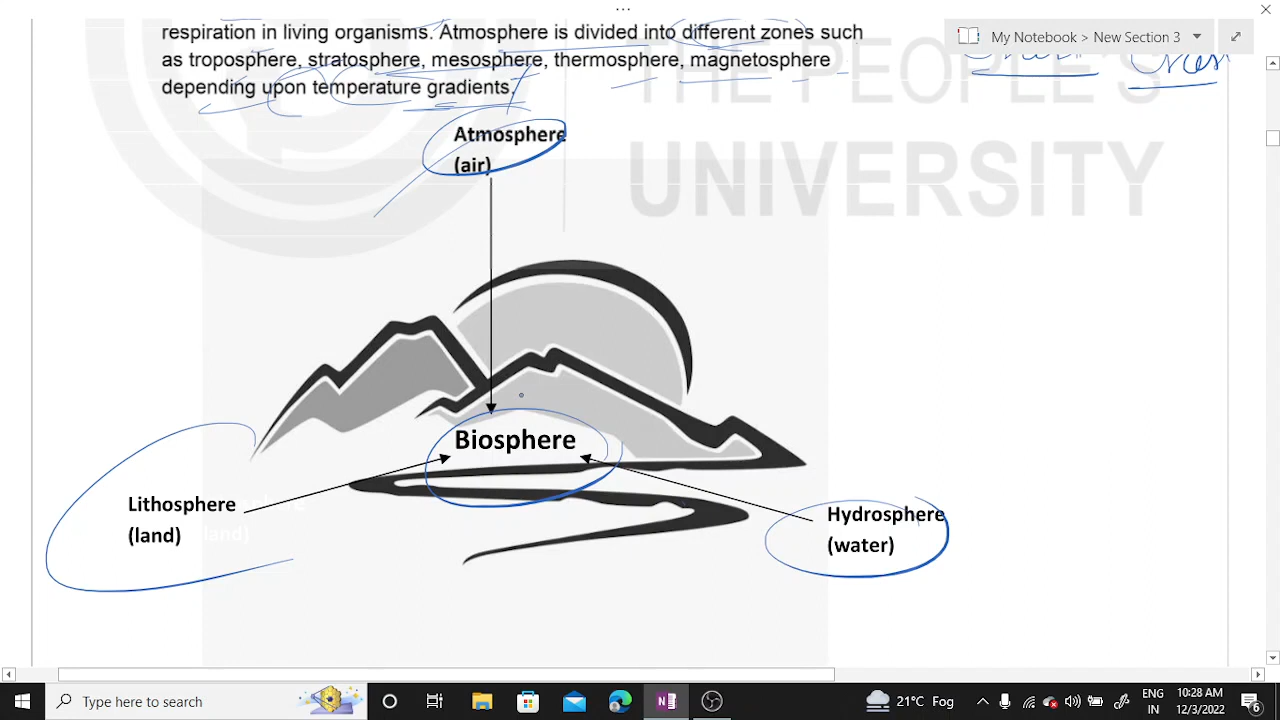 ...
respiration in living organisms. Atmosphere is divided into different zones such
as troposphere, stratosphere, mesosphere, thermosphere, magnetosphere
depending upon temperature gradients.
My Notebook > New Section 3
THE PEOPLE'S
UNIVERSITY
Atmosphere
(air)
Biosphere
Lithosphere
(land)
Hydrosphere
(water)
Type here to search
21°C Fog
ENG
IN
10:28 AM
12/3/2022
6